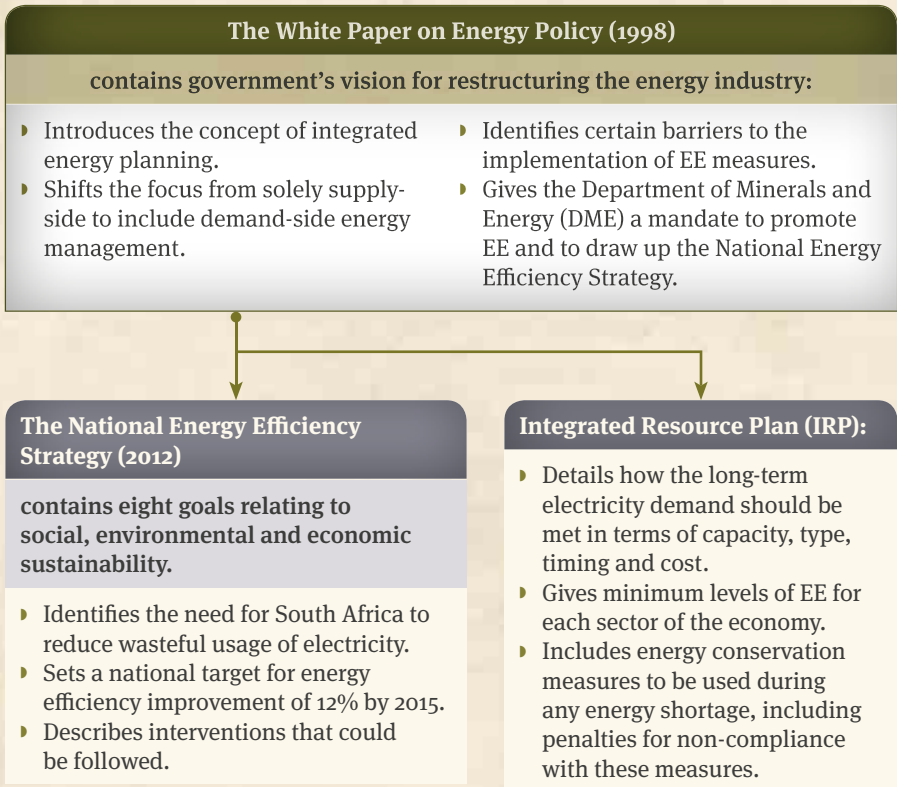 The White Paper on Energy Policy (1998)
contains government's vision for restructuring the energy industry:
Introduces the concept of integrated
energy planning.
Shifts the focus from solely supply-
side to include demand-side energy
management.
Identifies certain barriers to the
implementation of EE measures.
Gives the Department of Minerals and
Energy (DME) a mandate to promote
EE and to draw up the National Energy
Efficiency Strategy.
The National Energy Efficiency
Strategy (2012)
contains eight goals relating to
social, environmental and economic
sustainability.
Identifies the need for South Africa to
reduce wasteful usage of electricity.
Sets a national target for energy
efficiency improvement of 12% by 2015.
Describes interventions that could
be followed.
Integrated Resource Plan (IRP):
Details how the long-term
electricity demand should be
met in terms of capacity, type,
timing and cost.
Gives minimum levels of EE for
each sector of the economy.
Includes energy conservation
measures to be used during
any energy shortage, including
penalties for non-compliance
with these measures.